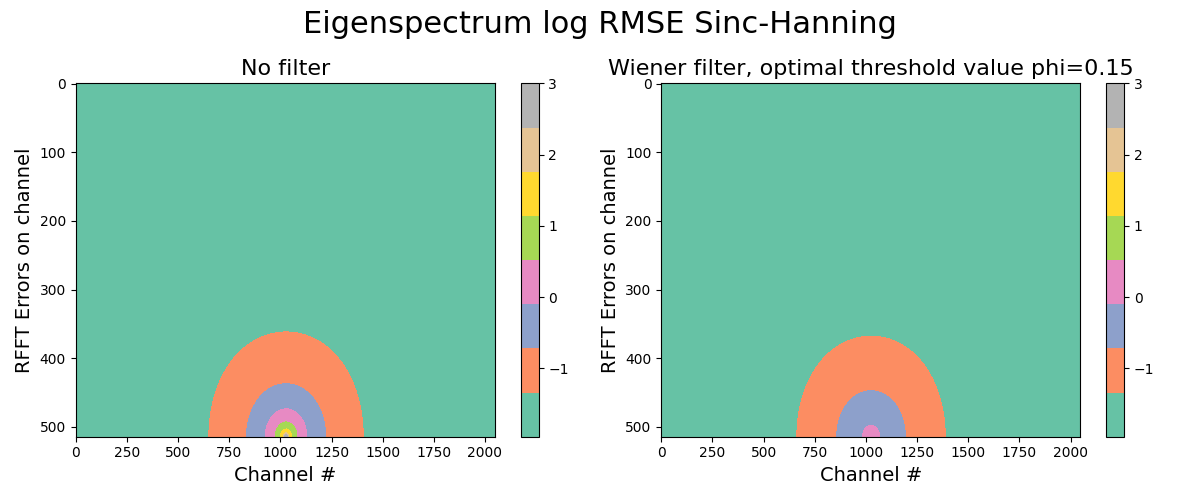 Eigenspectrum log RMSE Sinc-Hanning
No filter
RFFT Errors on channel
0
100
200
300
400
500
0 250 500 750 1000 1250 1500 1750 2000
Channel #
3
2
1
0
−1
Wiener filter, optimal threshold value phi=0.15
RFFT Errors on channel
0
100
200
300
400
500
0 250 500 750 1000 1250 1500 1750 2000
Channel #
3
2
1
0
−1